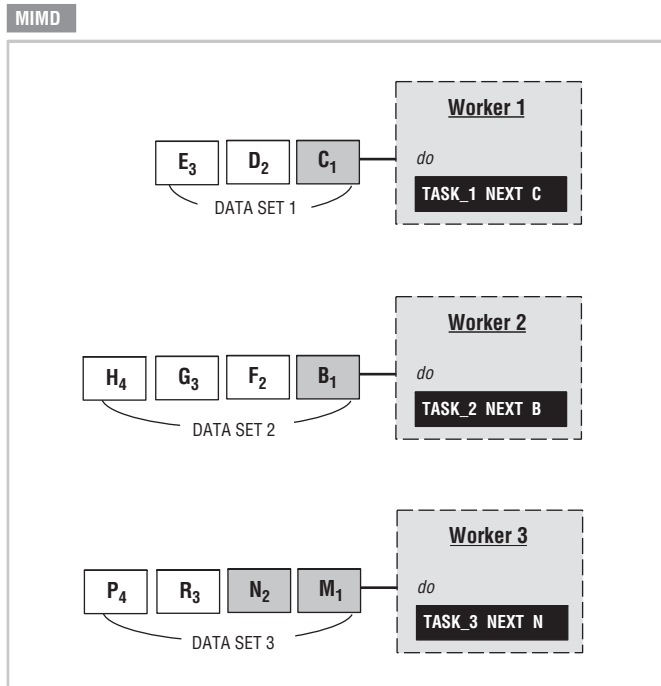 MIMD
Worker 1
E₃ D₂ C₁
do
TASK_1 NEXT C
DATA SET 1
Worker 2
H₄ G₃ F₂ B₁
do
TASK_2 NEXT B
DATA SET 2
Worker 3
P₄ R₃ N₂ M₁
do
TASK_3 NEXT N
DATA SET 3